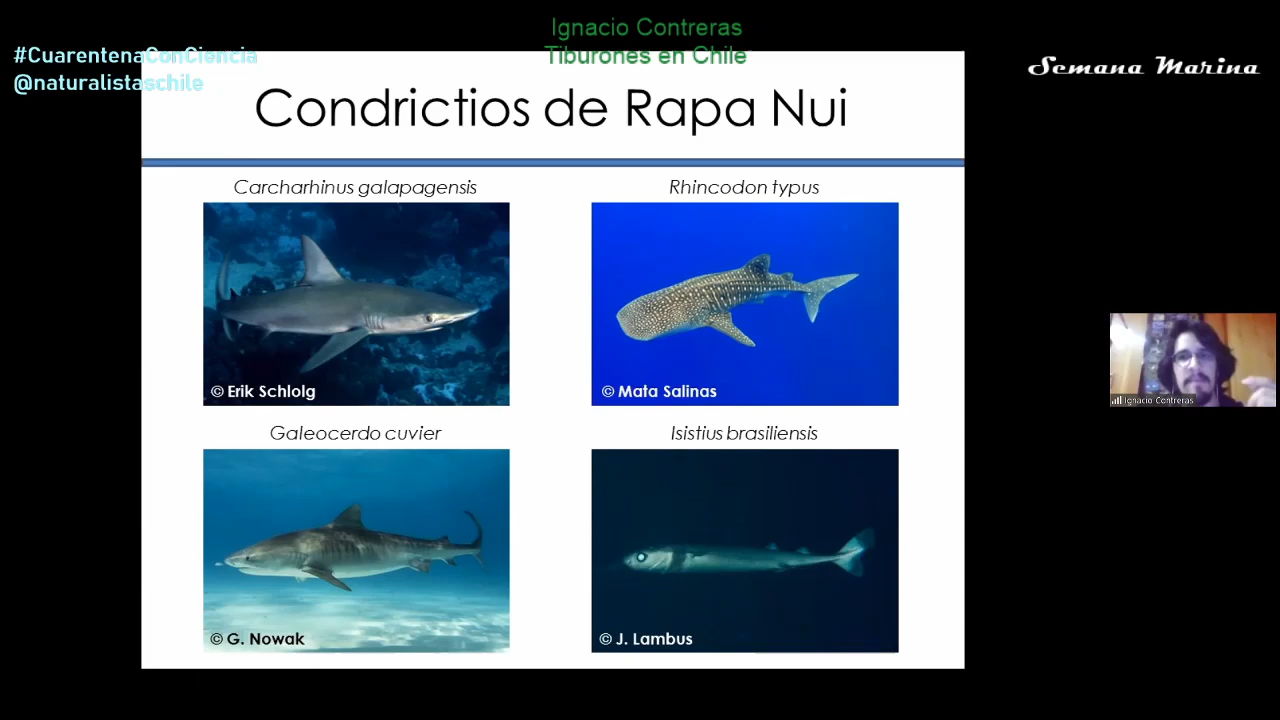 Ignacio Contreras
Tiburones en Chile
#CuarentenaConCiencia
@naturalistaschile
Semana Marina
Condrictios de Rapa Nui
Carcharhinus galapagensis
Rhincodon typus
© Erik Schlolg
© Mata Salinas
Galeocerdo cuvier
Isistius brasiliensis
© G. Nowak
© J. Lambus
Ignacio Contreras